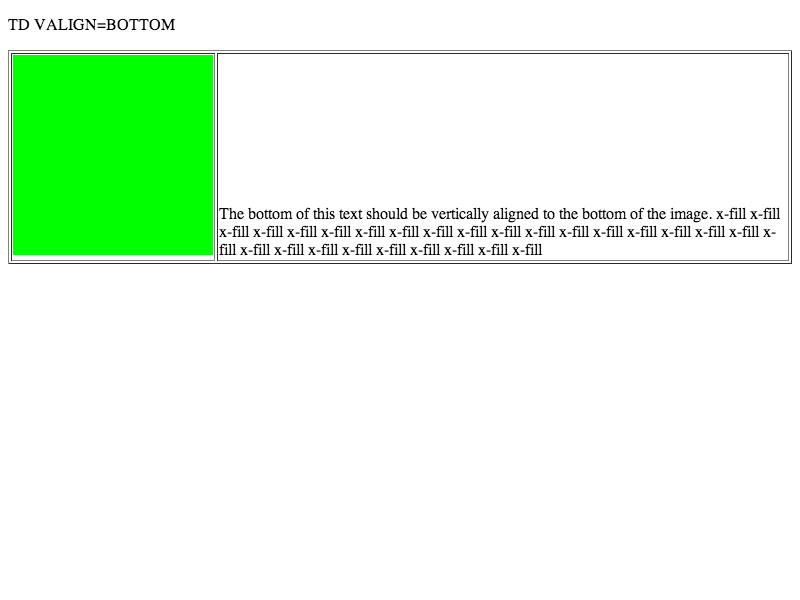 TD VALIGN=BOTTOM
The bottom of this text should be vertically aligned to the bottom of the image. x-fill x-fill
x-fill x-fill x-fill x-fill x-fill x-fill x-fill x-fill x-fill x-fill x-fill x-fill x-fill x-fill x-fill x-fill x-
fill x-fill x-fill x-fill x-fill x-fill x-fill x-fill x-fill x-fill